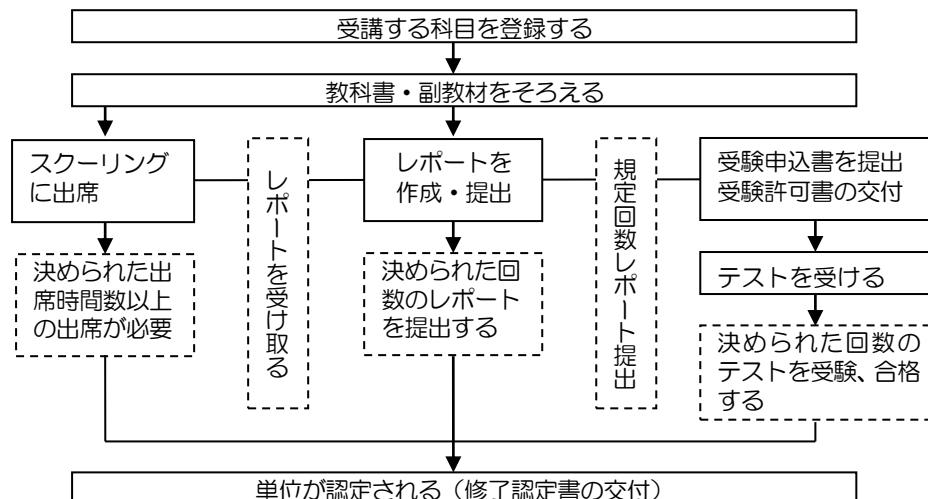 受講する科目を登録する
教科書・副教材をそろえる
スクーリング
に出席
レポートを受け取る
レポートを
作成・提出
規定回数レポート提出
受験申込書を提出
受験許可書の交付
決められた出
席時間数以上
の出席が必要
決められた回
数のレポート
を提出する
テストを受ける
決められた回数の
テストを受験、合格
する
単位が認定される（修了認定書の交付）